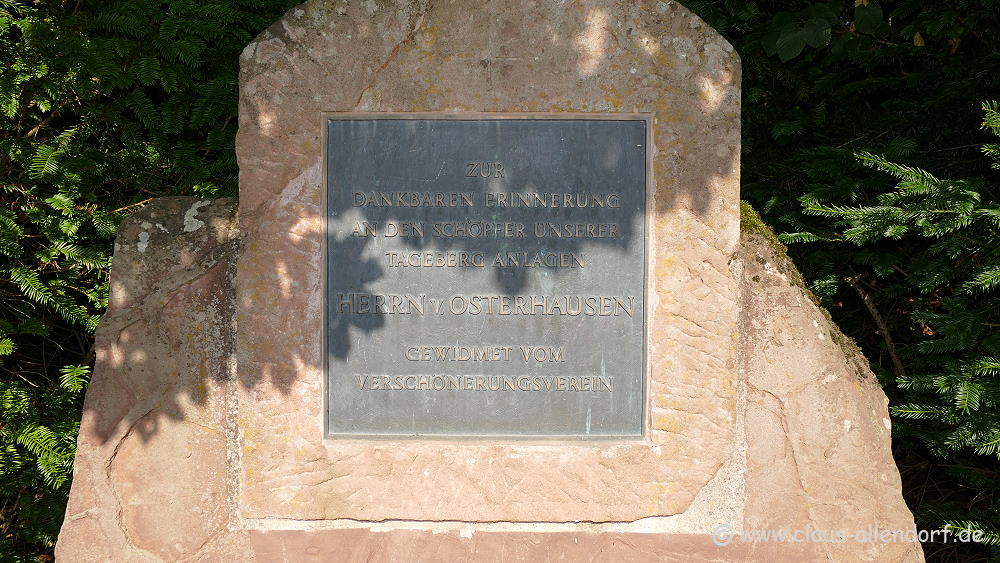 ZUR
DANKBAREN ERINNERUNG
AN DEN SCHÖPFER UNSERER
TAGEBERG ANLAGEN
HERRN v. OSTERHAUSEN
GEWIDMET VOM
VERSCHÖNERUNGSVEREIN
© www.claus-allendorf.de